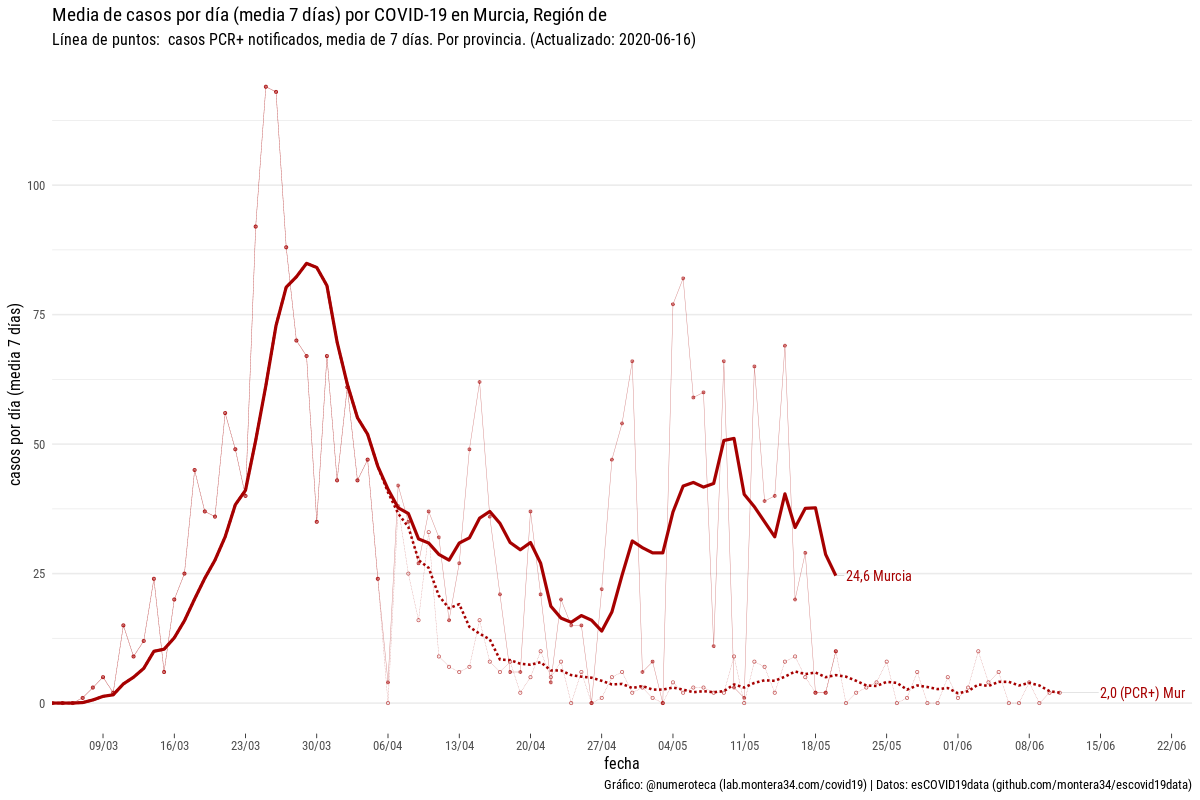 Media de casos por día (media 7 días) por COVID-19 en Murcia, Región de
Línea de puntos:  casos PCR+ notificados, media de 7 días. Por provincia. (Actualizado: 2020-06-16)
casos por día (media 7 días)
100
75
50
25
0
24,6 Murcia
2,0 (PCR+) Mur
09/03 16/03 23/03 30/03 06/04 13/04 20/04 27/04 04/05 11/05 18/05 25/05 01/06 08/06 15/06 22/06
fecha
Gráfico: @numeroteca (lab.montera34.com/covid19) | Datos: esCOVID19data (github.com/montera34/escovid19data)